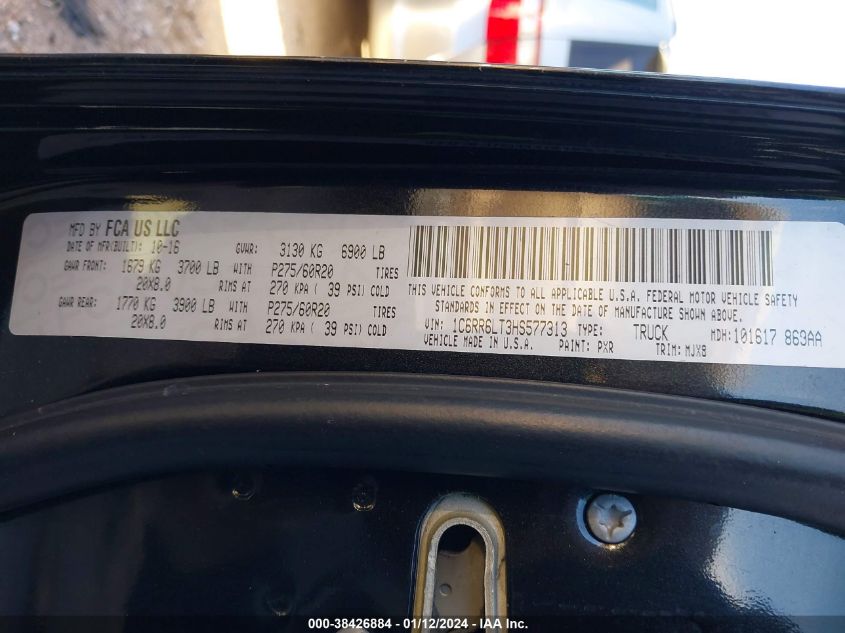 MFD BY FCA US LLC
DATE OF MFR(BUILT): 10-16 GVWR: 3130 KG 6900 LB
GAWR FRONT: 1679 KG 3700 LB WITH P275/60R20 TIRES
20X8.0 RIMS AT 270 KPA ( 39 PSI) COLD
GAWR REAR: 1770 KG 3900 LB WITH P275/60R20 TIRES
20X8.0 RIMS AT 270 KPA ( 39 PSI) COLD
THIS VEHICLE CONFORMS TO ALL APPLICABLE U.S.A. FEDERAL MOTOR VEHICLE SAFETY
STANDARDS IN EFFECT ON THE DATE OF MANUFACTURE SHOWN ABOVE.
VIN: 1C6RR6LT3HS577313 TYPE: TRUCK MDH:101617 869AA
VEHICLE MADE IN U.S.A. PAINT: PXR TRIM: MJX8
000-38426884 - 01/12/2024 - IAA Inc.